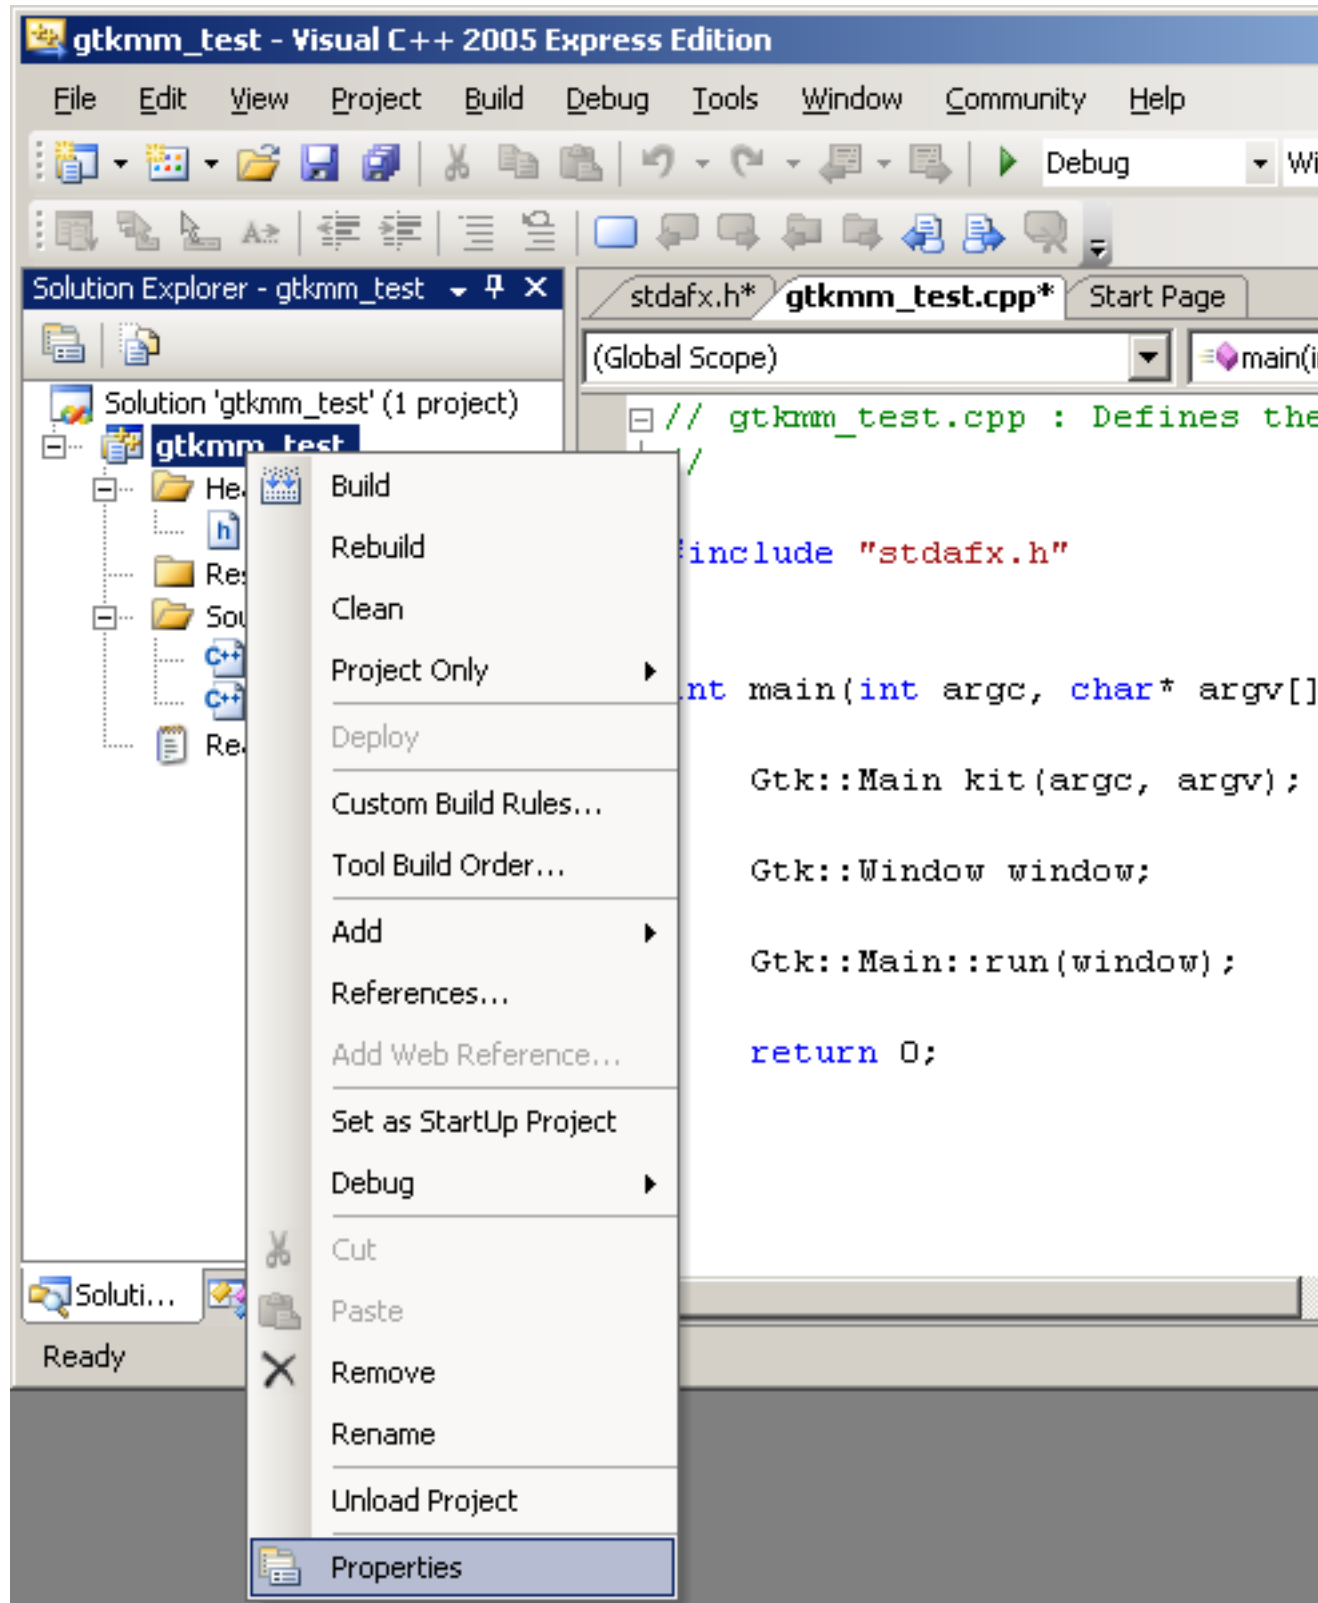 gtkmm_test - Visual C++ 2005 Express Edition
File Edit View Project Build Debug Tools Window Community Help
Debug
Solution Explorer - gtkmm_test
stdafx.h* gtkmm_test.cpp* Start Page
(Global Scope) main(i
Solution 'gtkmm_test' (1 project)
gtkmm_test
// gtkmm_test.cpp : Defines the
//
#include "stdafx.h"
int main(int argc, char* argv[]
Gtk::Main kit(argc, argv);
Gtk::Window window;
Gtk::Main::run(window);
return 0;
Build
Rebuild
Clean
Project Only
Deploy
Custom Build Rules...
Tool Build Order...
Add
References...
Add Web Reference...
Set as StartUp Project
Debug
Cut
Paste
Remove
Rename
Unload Project
Properties
Soluti...
Ready